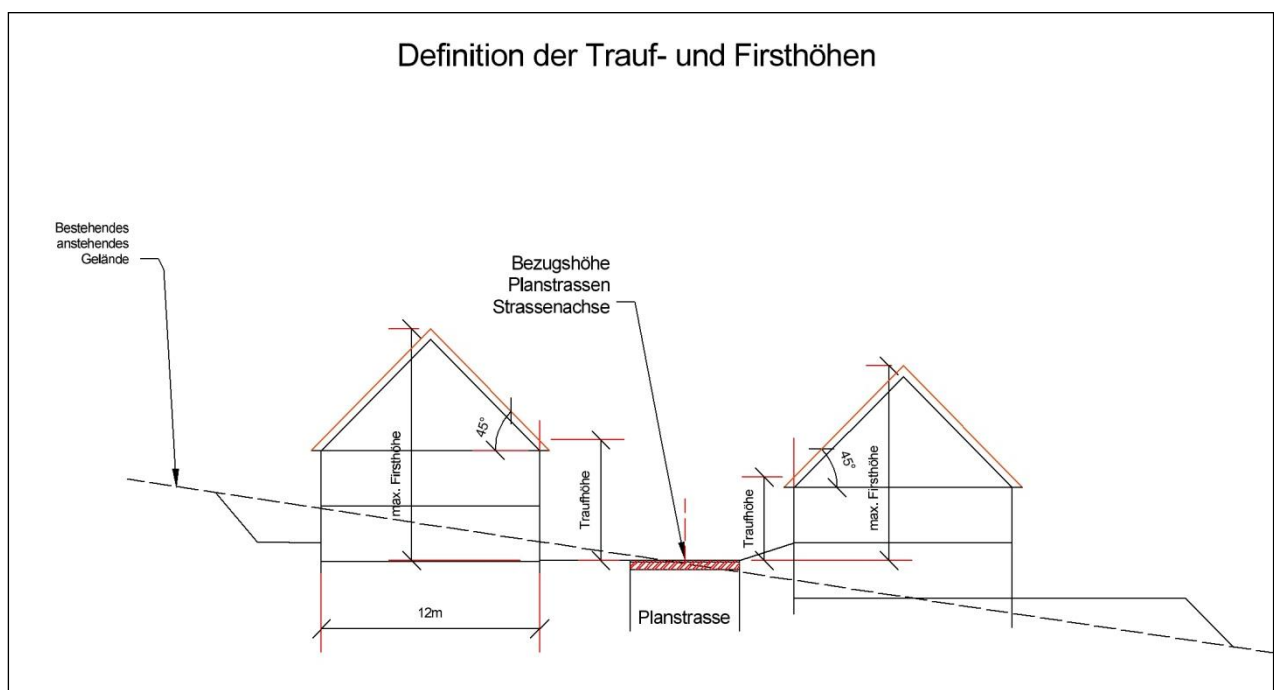 Definition der Trauf- und Firsthöhen
Bestehendes
anstehendes
Gelände
Bezugshöhe
Planstrassen
Strassenachse
max. Firsthöhe
45°
Traufhöhe
Traufhöhe
45°
max. Firsthöhe
12m
Planstrasse